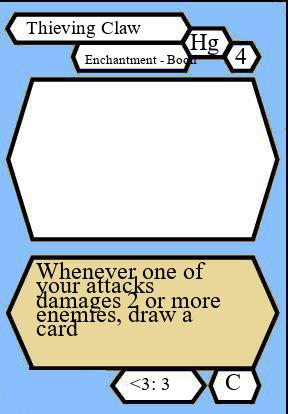 Thieving Claw
Hg
Enchantment - Boon
4
Whenever one of
your attacks
damages 2 or more
enemies, draw a
card
<3: 3
C